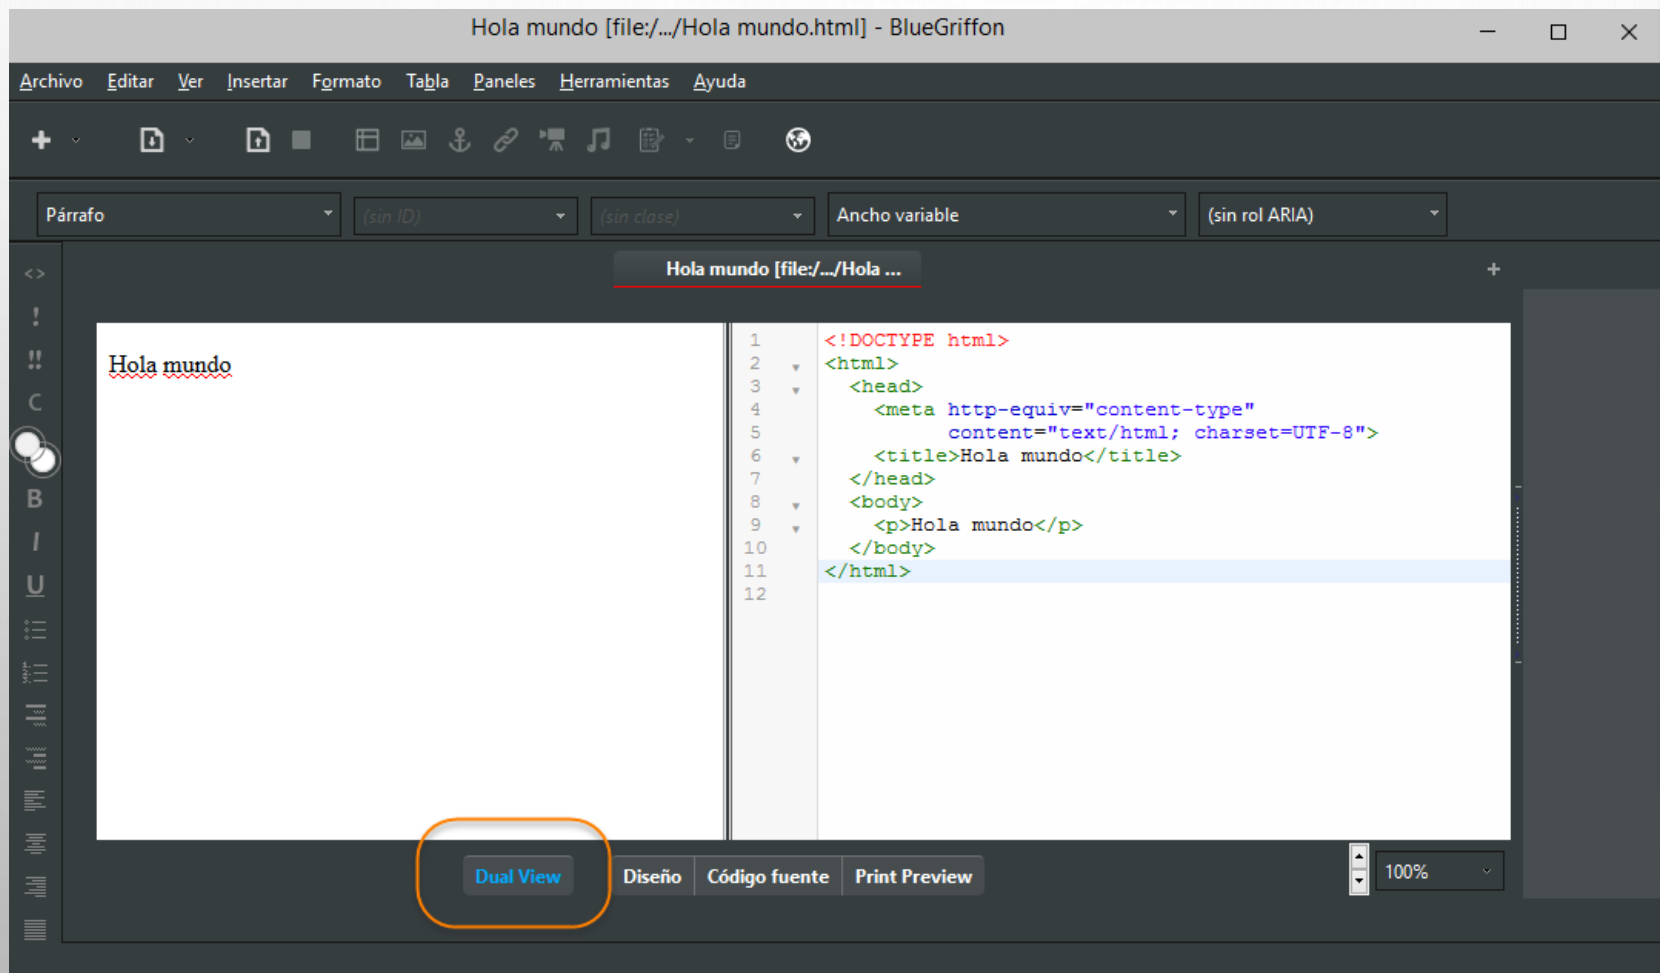 Hola mundo [file:/.../Hola mundo.html] - BlueGriffon
Archivo Editar Ver Insertar Formato Tabla Paneles Herramientas Ayuda
Párrafo (sin ID) (sin clase) Ancho variable (sin rol ARIA)
Hola mundo [file:/.../Hola ...
Hola mundo
1 <!DOCTYPE html>
2 <html>
3 <head>
4 <meta http-equiv="content-type"
5 content="text/html; charset=UTF-8">
6 <title>Hola mundo</title>
7 </head>
8 <body>
9 <p>Hola mundo</p>
10 </body>
11 </html>
12
! 
!!
C
B
I
U
Dual View Diseño Código fuente Print Preview 100%